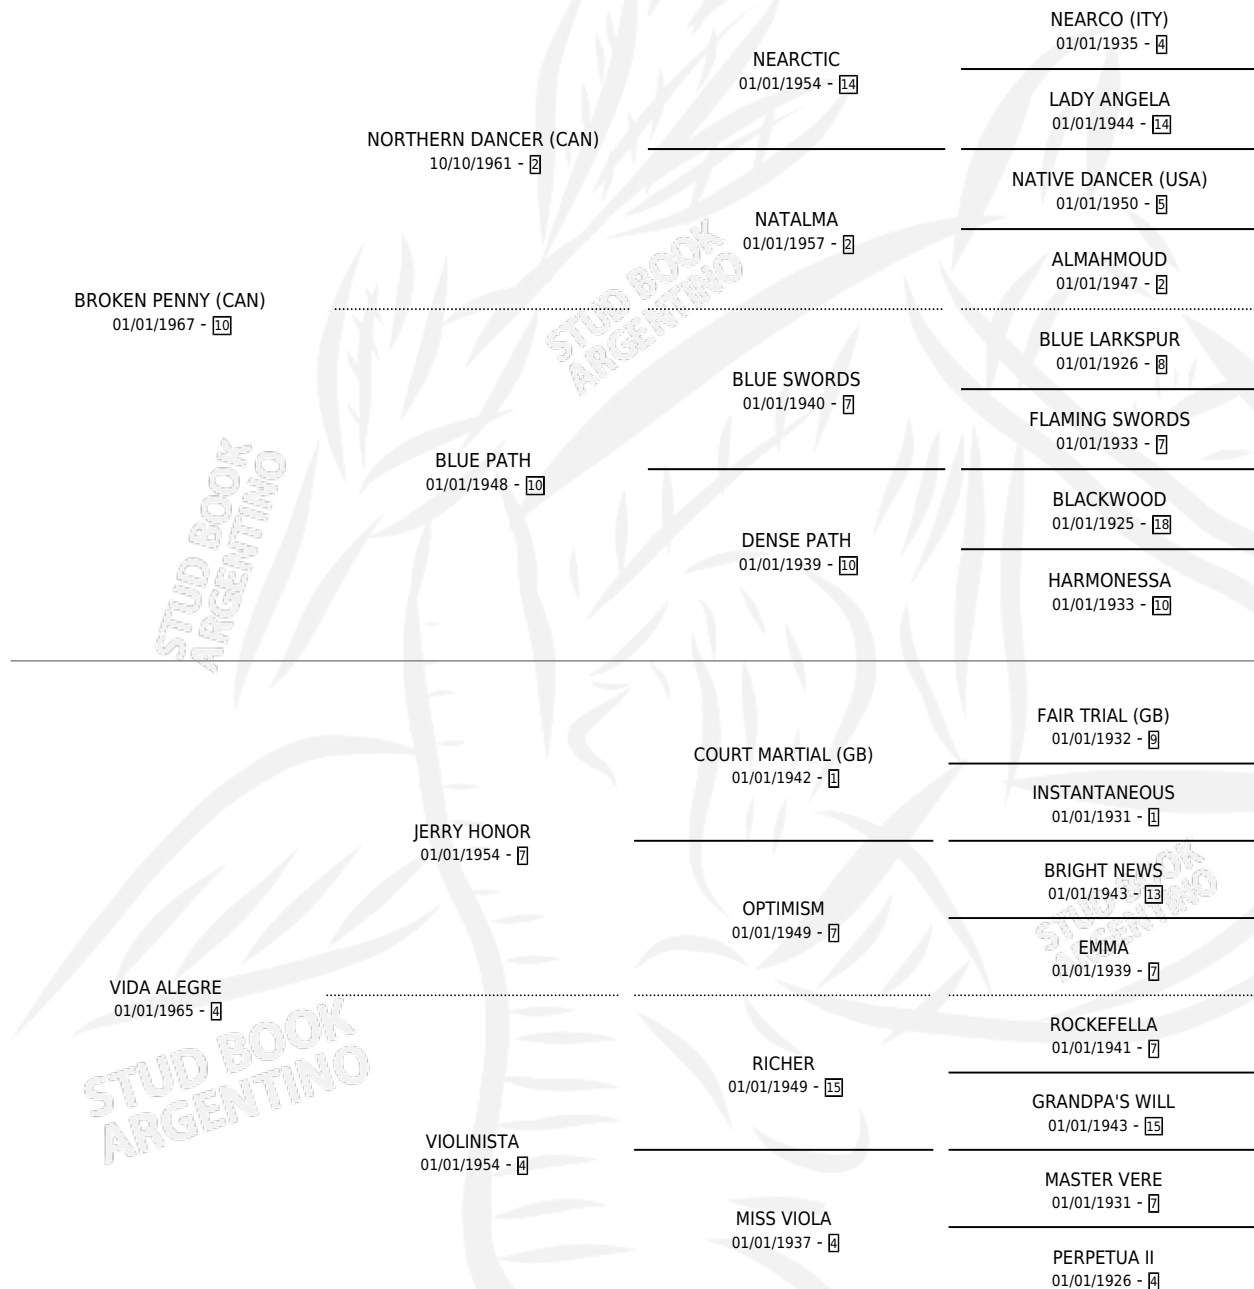 NEARCO (ITY)
01/01/1935 - 4
NEARCTIC
01/01/1954 - 14
LADY ANGELA
01/01/1944 - 14
NORTHERN DANCER (CAN)
10/10/1961 - 2
NATIVE DANCER (USA)
01/01/1950 - 5
NATALMA
01/01/1957 - 2
ALMAHMOUD
01/01/1947 - 2
BROKEN PENNY (CAN)
01/01/1967 - 10
STUD BOOK
ARGENTINO
BLUE LARKSPUR
01/01/1926 - 8
BLUE SWORDS
01/01/1940 - 7
FLAMING SWORDS
01/01/1933 - 7
BLUE PATH
01/01/1948 - 10
BLACKWOOD
01/01/1925 - 18
DENSE PATH
01/01/1939 - 10
HARMONESSA
01/01/1933 - 10
STUD BOOK
ARGENTINO
FAIR TRIAL (GB)
01/01/1932 - 9
COURT MARTIAL (GB)
01/01/1942 - 1
INSTANTANEOUS
01/01/1931 - 1
JERRY HONOR
01/01/1954 - 7
BRIGHT NEWS
01/01/1943 - 13
OPTIMISM
01/01/1949 - 7
EMMA
01/01/1939 - 7
STUD BOOK
ARGENTINO
VIDA ALEGRE
01/01/1965 - 4
ROCKEFELLA
01/01/1941 - 7
RICHER
01/01/1949 - 15
GRANDPA'S WILL
01/01/1943 - 15
STUD BOOK
ARGENTINO
VIOLINISTA
01/01/1954 - 4
MASTER VERE
01/01/1931 - 7
MISS VIOLA
01/01/1937 - 4
PERPETUA II
01/01/1926 - 4